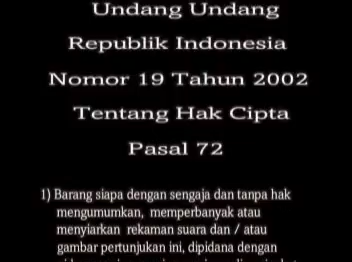 Undang Undang
Republik Indonesia
Nomor 19 Tahun 2002
Tentang Hak Cipta
Pasal 72
1) Barang siapa dengan sengaja dan tanpa hak
mengumumkan, memperbanyak atau
menyiarkan rekaman suara dan / atau
gambar pertunjukan ini, dipidana dengan